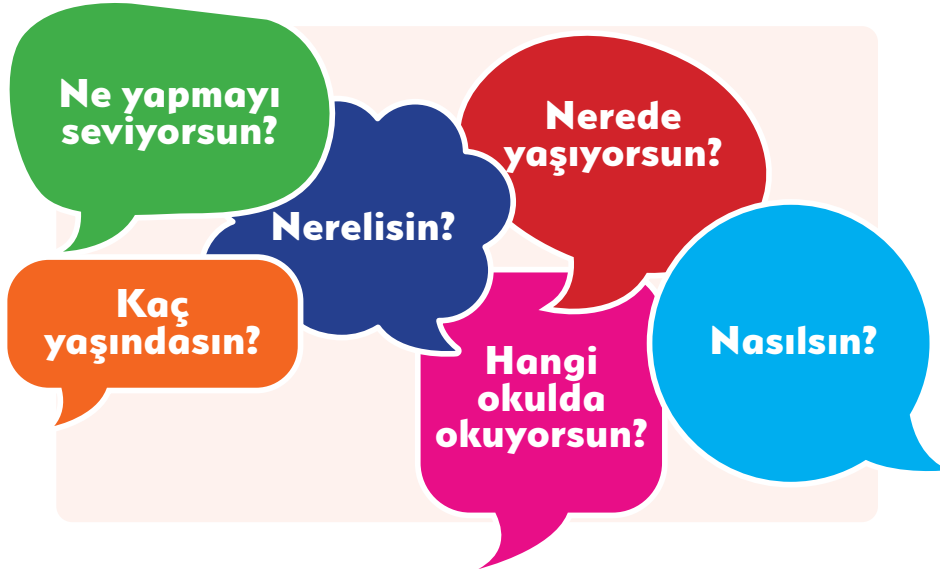 Ne yapmayı
seviyorsun?
Nerede
yaşıyorsun?
Nerelisin?
Kaç
yaşındasın?
Hangi
okulda
okuyorsun?
Nasılsın?